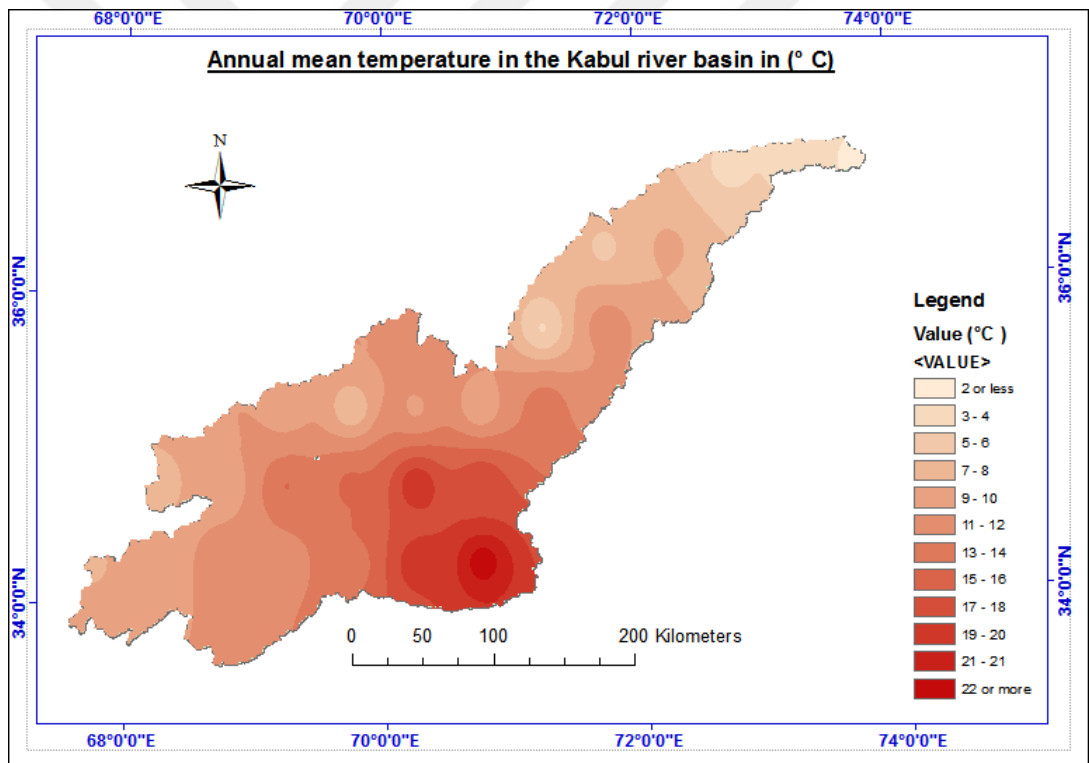 68°0'0"E 70°0'0"E 72°0'0"E 74°0'0"E
Annual mean temperature in the Kabul river basin in (° C)
N
36°0'0"N
36°0'0"N
Legend
Value (°C )
<VALUE>
2 or less
3 - 4
5 - 6
7 - 8
9 - 10
11 - 12
13 - 14
15 - 16
17 - 18
19 - 20
21 - 21
22 or more
34°0'0"N
34°0'0"N
0 50 100 200 Kilometers
68°0'0"E 70°0'0"E 72°0'0"E 74°0'0"E